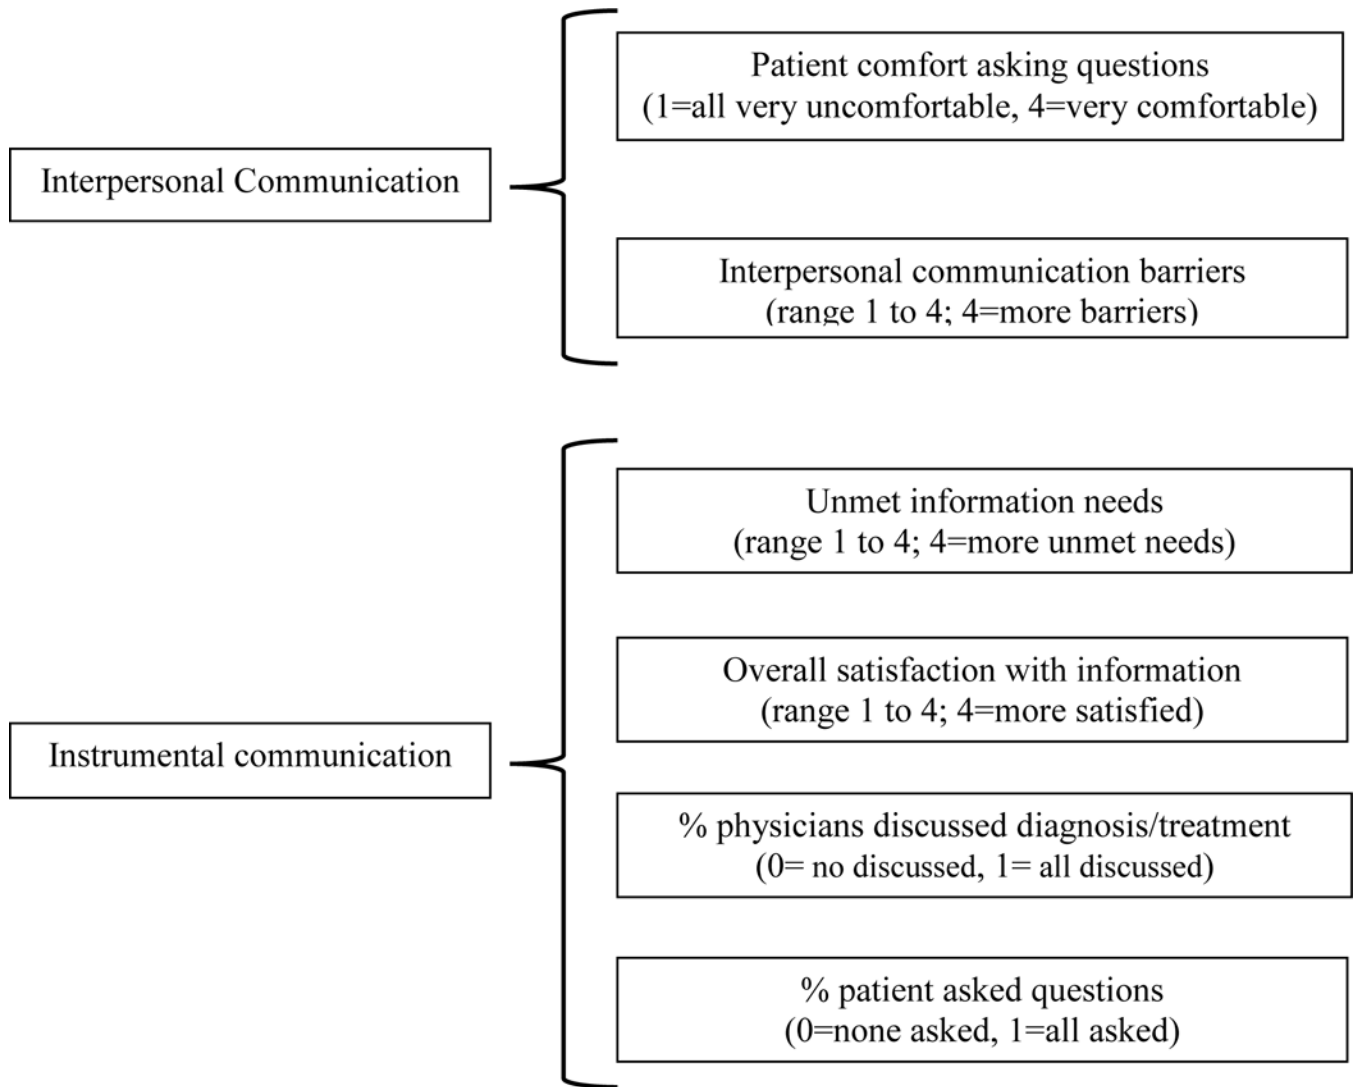 Interpersonal Communication
Patient comfort asking questions
(1=all very uncomfortable, 4=very comfortable)
Interpersonal communication barriers
(range 1 to 4; 4=more barriers)
Instrumental communication
Unmet information needs
(range 1 to 4; 4=more unmet needs)
Overall satisfaction with information
(range 1 to 4; 4=more satisfied)
% physicians discussed diagnosis/treatment
(0= no discussed, 1= all discussed)
% patient asked questions
(0=none asked, 1=all asked)